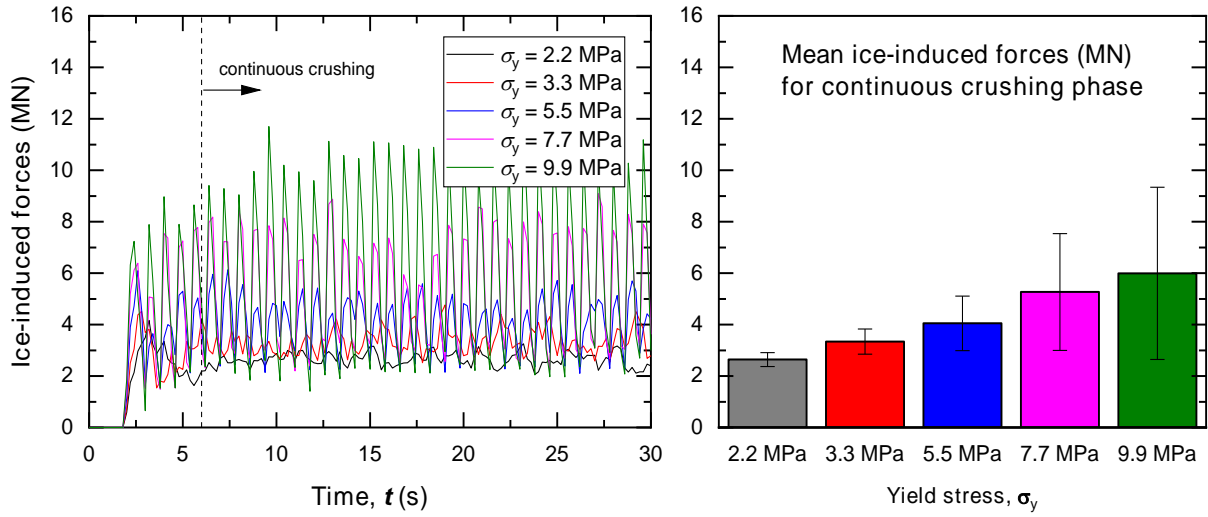 16
14
12
10
8
6
4
2
0
Ice-induced forces (MN)
continuous crushing
σy = 2.2 MPa
σy = 3.3 MPa
σy = 5.5 MPa
σy = 7.7 MPa
σy = 9.9 MPa
0 5 10 15 20 25 30
Time, t (s)
16
14
12
10
8
6
4
2
0
Mean ice-induced forces (MN)
for continuous crushing phase
2.2 MPa 3.3 MPa 5.5 MPa 7.7 MPa 9.9 MPa
Yield stress, σy